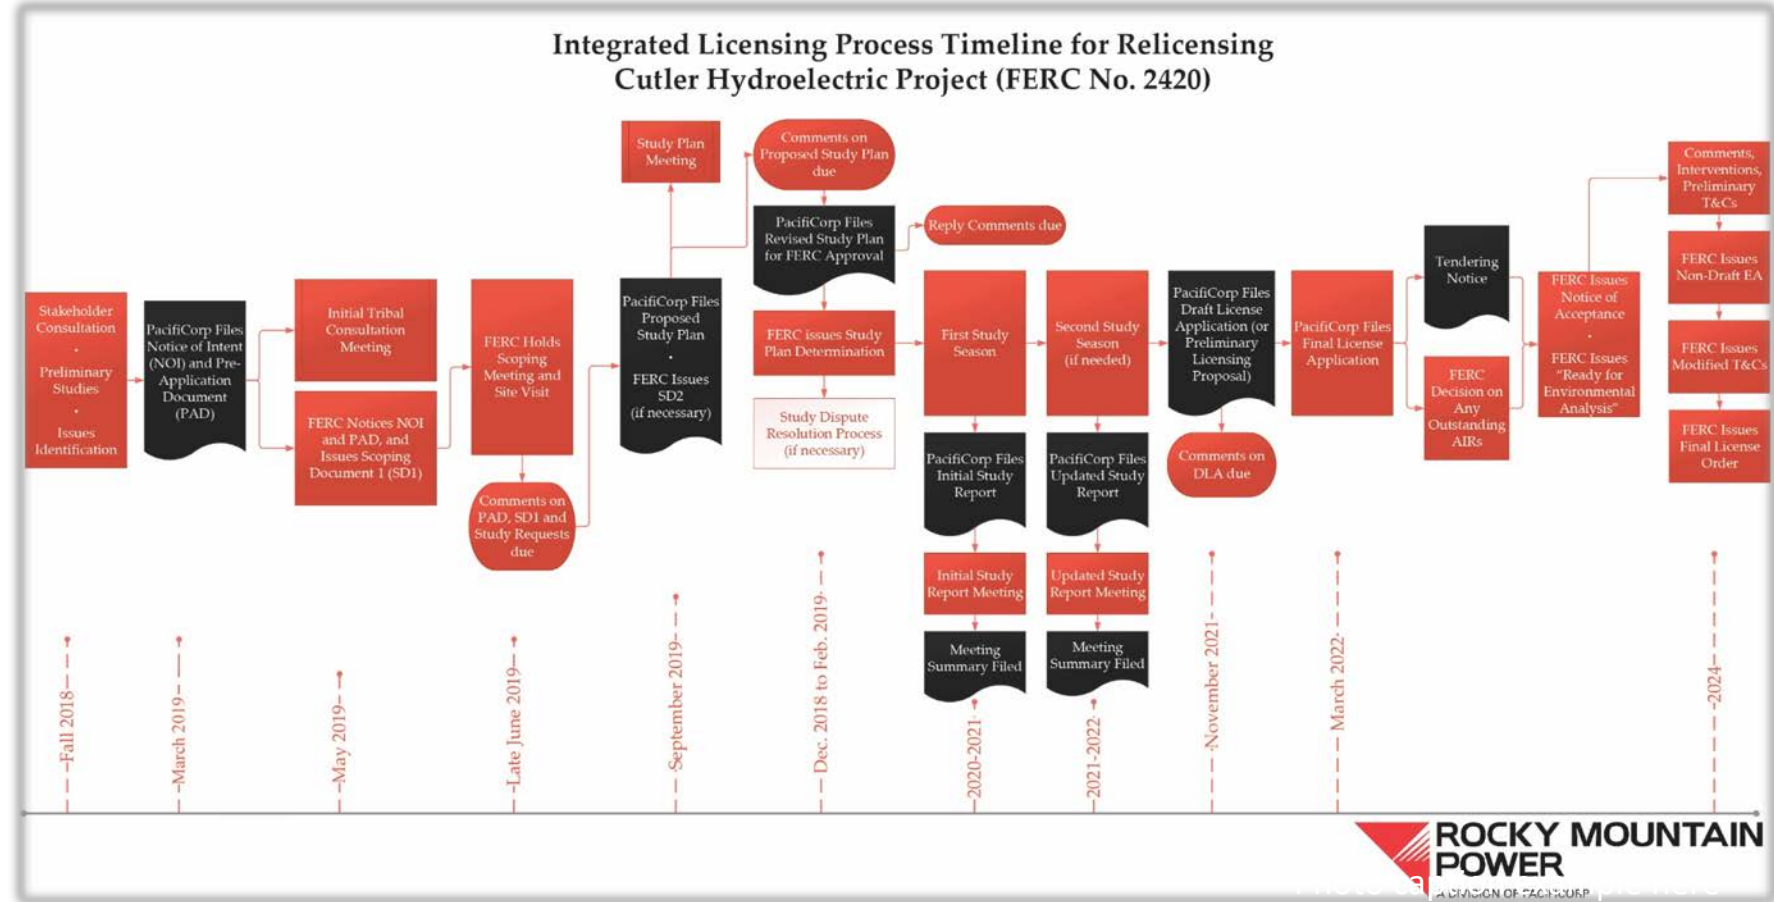 Integrated Licensing Process Timeline for Relicensing
Cutler Hydroelectric Project (FERC No. 2420)
Stakeholder
Consultation
·
Preliminary
Studies
·
Issues
Identification
PacifiCorp Files
Notice of Intent
(NOI) and Pre-
Application
Document
(PAD)
Initial Tribal
Consultation
Meeting
FERC Notices NOI
and PAD, and
Issues Scoping
Document 1 (SD1)
FERC Holds
Scoping
Meeting and
Site Visit
Comments on
PAD, SD1 and
Study Requests
due
Study Plan
Meeting
PacifiCorp Files
Proposed
Study Plan
·
FERC Issues
SD2
(if necessary)
Comments on
Proposed Study Plan
due
PacifiCorp Files
Revised Study Plan
for FERC Approval
Reply Comments due
FERC issues Study
Plan Determination
Study Dispute
Resolution Process
(if necessary)
First Study
Season
PacifiCorp Files
Initial Study
Report
Initial Study
Report Meeting
Meeting
Summary Filed
Second Study
Season
(if needed)
PacifiCorp Files
Updated Study
Report
Updated Study
Report Meeting
Meeting
Summary Filed
PacifiCorp Files
Draft License
Application (or
Preliminary
Licensing
Proposal)
Comments on
DLA due
PacifiCorp Files
Final License
Application
Tendering
Notice
FERC
Decision on
Any
Outstanding
AIRs
FERC Issues
Notice of
Acceptance
·
FERC Issues
“Ready for
Environmental
Analysis”
Comments,
Interventions,
Preliminary
T&Cs
FERC Issues
Non-Draft EA
FERC Issues
Modified T&Cs
FERC Issues
Final License
Order
Fall 2018
March 2019
May 2019
Late June 2019
September 2019
Dec. 2018 to Feb. 2019
2020-2021
2021-2022
November 2021
March 2022
2024
ROCKY MOUNTAIN
POWER
A DIVISION OF PACIFICORP
Photo here